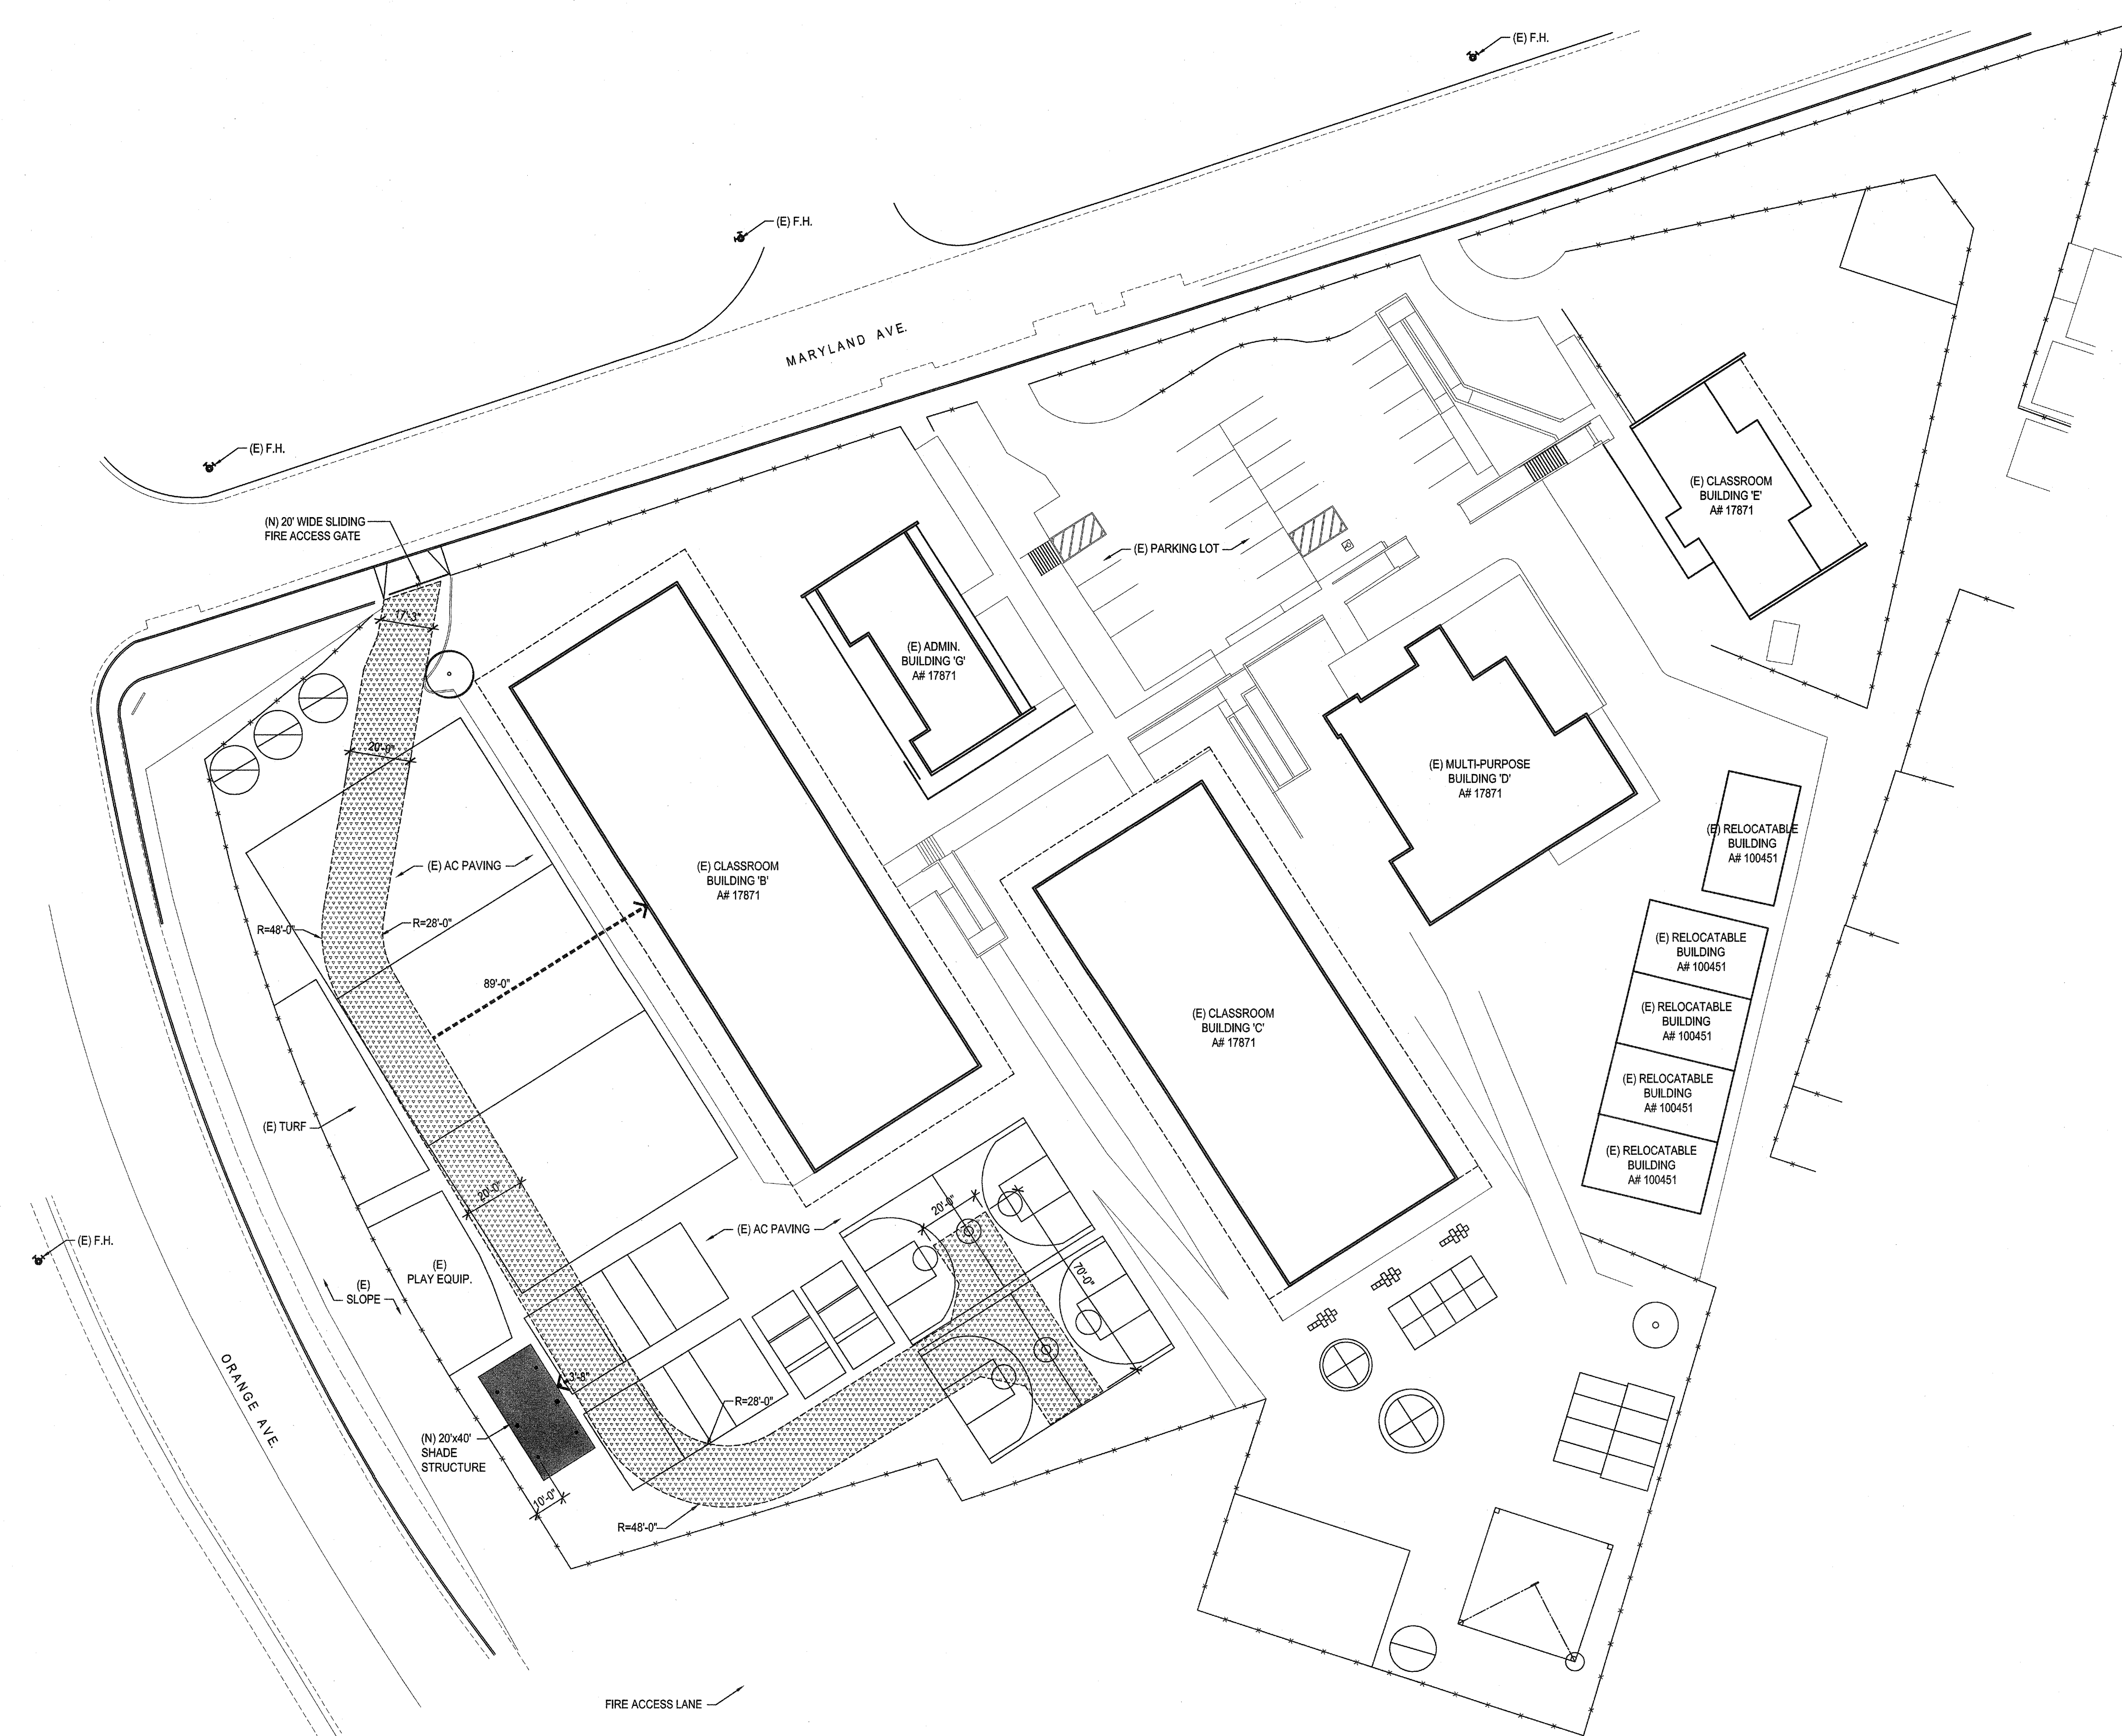 (E) F.H.
(E) F.H.
MARYLAND AVE.
(E) F.H.
(N) 20' WIDE SLIDING
FIRE ACCESS GATE
17'-3"
20'-0"
(E) ADMIN.
BUILDING 'G'
A# 17871
(E) PARKING LOT
(E) CLASSROOM
BUILDING 'E'
A# 17871
(E) MULTI-PURPOSE
BUILDING 'D'
A# 17871
(E) RELOCATABLE
BUILDING
A# 100451
(E) AC PAVING
(E) CLASSROOM
BUILDING 'B'
A# 17871
R=48'-0"
R=28'-0"
89'-0"
(E) RELOCATABLE
BUILDING
A# 100451
(E) CLASSROOM
BUILDING 'C'
A# 17871
(E) RELOCATABLE
BUILDING
A# 100451
(E) RELOCATABLE
BUILDING
A# 100451
(E) RELOCATABLE
BUILDING
A# 100451
(E) TURF
20'-0"
20'-0"
(E) AC PAVING
(E) F.H.
(E)
PLAY EQUIP.
(E)
SLOPE
70'-0"
ORANGE AVE.
3'-8"
R=28'-0"
(N) 20'x40'
SHADE
STRUCTURE
10'-0"
R=48'-0"
FIRE ACCESS LANE